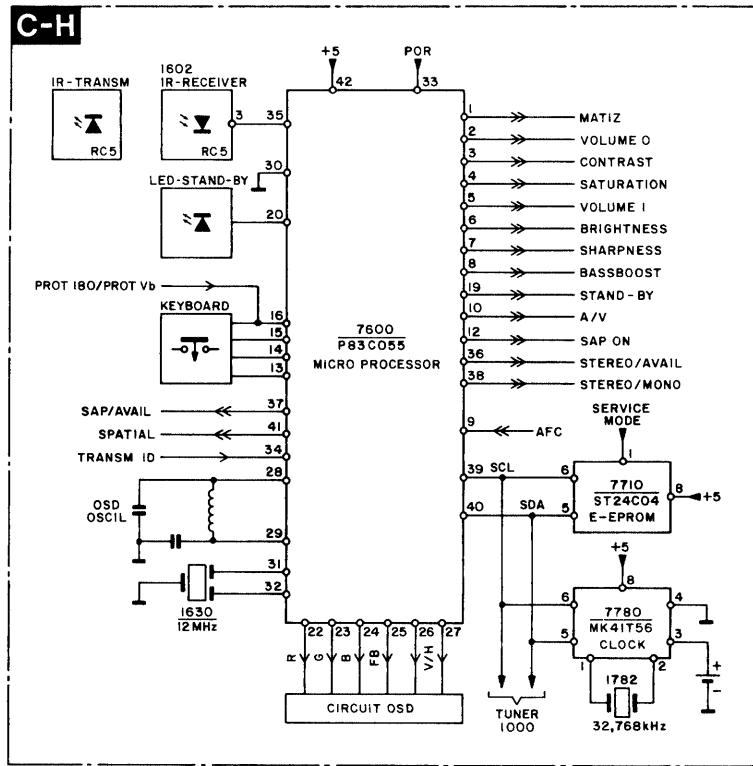 C-H
+5
POR
IR-TRANSM
1602
IR-RECEIVER
42
33
3
35
RC5
RC5
30
LED-STAND-BY
20
PROT 180/PROT Vb
KEYBOARD
16
15
14
13
SAP/AVAIL
37
SPATIAL
41
TRANSM ID
34
28
OSD
OSCIL
29
31
32
1630
12MHz
7600
P83C055
MICRO PROCESSOR
1
MATIZ
2
VOLUME 0
3
CONTRAST
4
SATURATION
5
VOLUME 1
6
BRIGHTNESS
7
SHARPNESS
8
BASSBOOST
19
STAND-BY
10
A/V
12
SAP ON
36
STEREO/AVAIL
38
STEREO/MONO
9
AFC
SERVICE
MODE
39
SCL
6
1
7710
ST24C04
E-EPROM
8
+5
40
SDA
5
+5
8
6
7780
MK41T56
CLOCK
4
5
3
1
2
1782
32,768kHz
+
-
22
23
24
25
26
27
R
G
B
FB
V/H
CIRCUIT OSD
TUNER
1000